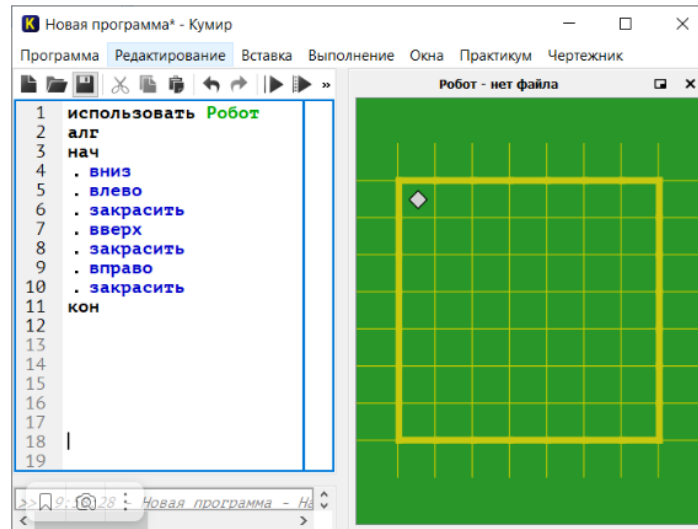 Новая программа* - Кумир
Программа Редактирование Вставка Выполнение Окна Практикум Чертежник
Робот - нет файла
1 использовать Робот
2 алг
3 нач
4 . вниз
5 . влево
6 . закрасить
7 . вверх
8 . закрасить
9 . вправо
10 . закрасить
11 кон
12
13
14
15
16
17
18
19
Новая программа -